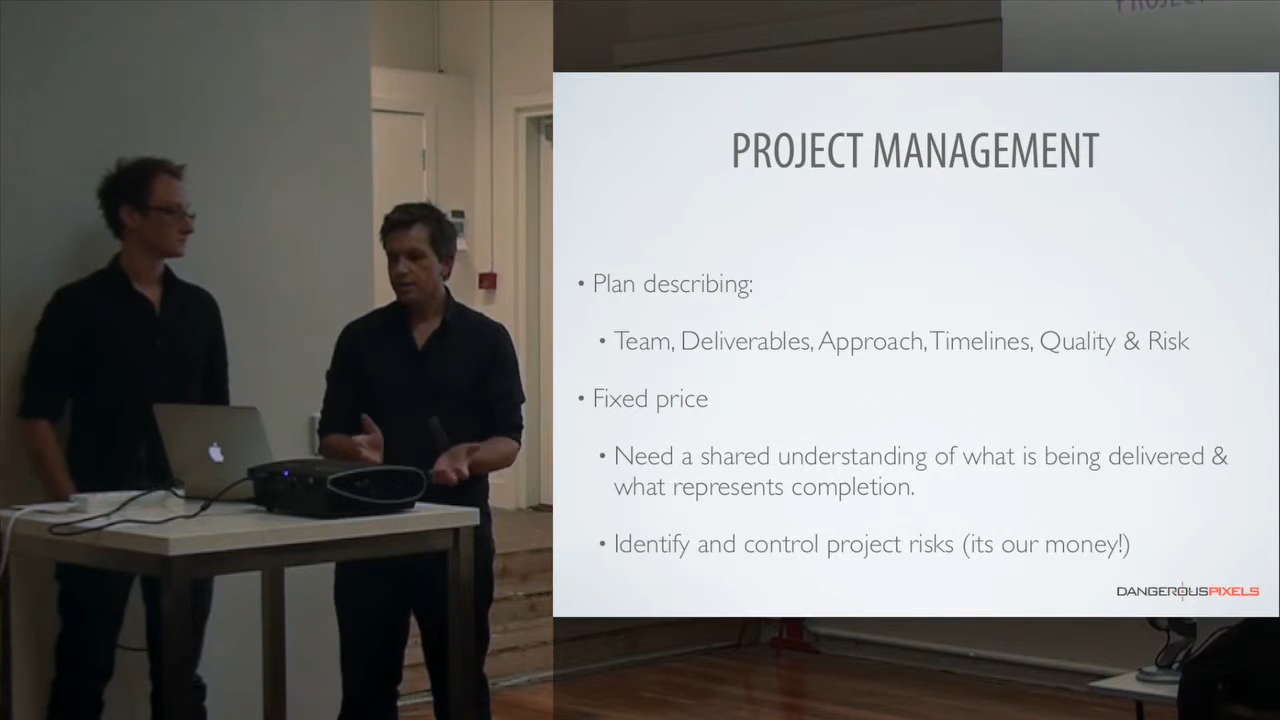 PROJECT
PROJECT MANAGEMENT
• Plan describing:
• Team, Deliverables, Approach, Timelines, Quality & Risk
• Fixed price
• Need a shared understanding of what is being delivered &
what represents completion.
• Identify and control project risks (its our money!)
DANGEROUSPIXELS